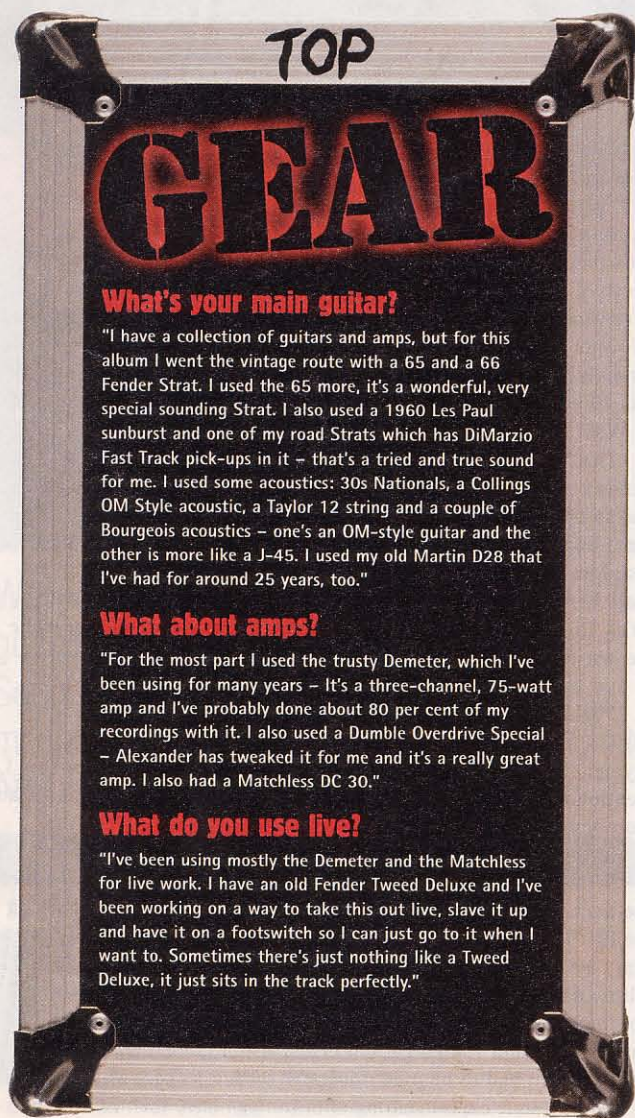 TOP
GEAR
What's your main guitar?
"I have a collection of guitars and amps, but for this
album I went the vintage route with a 65 and a 66
Fender Strat. I used the 65 more, it's a wonderful, very
special sounding Strat. I also used a 1960 Les Paul
sunburst and one of my road Strats which has DiMarzio
Fast Track pick-ups in it – that's a tried and true sound
for me. I used some acoustics: 30s Nationals, a Collings
OM Style acoustic, a Taylor 12 string and a couple of
Bourgeois acoustics – one's an OM-style guitar and the
other is more like a J-45. I used my old Martin D28 that
I've had for around 25 years, too."
What about amps?
"For the most part I used the trusty Demeter, which I've
been using for many years – It's a three-channel, 75-watt
amp and I've probably done about 80 per cent of my
recordings with it. I also used a Dumble Overdrive Special
– Alexander has tweaked it for me and it's a really great
amp. I also had a Matchless DC 30."
What do you use live?
"I've been using mostly the Demeter and the Matchless
for live work. I have an old Fender Tweed Deluxe and I've
been working on a way to take this out live, slave it up
and have it on a footswitch so I can just go to it when I
want to. Sometimes there's just nothing like a Tweed
Deluxe, it just sits in the track perfectly."